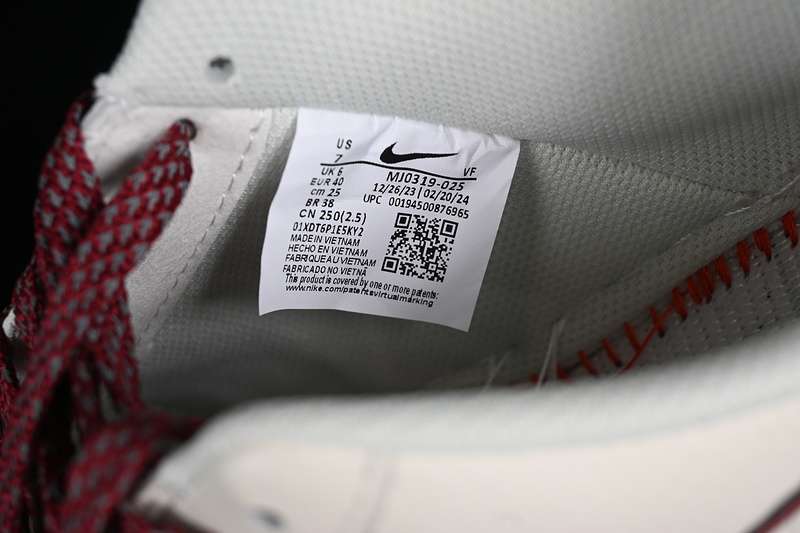 US
7
VF
UK 6
MJ0319-025
EUR 40
12/26/23 | 02/20/24
cm 25
UPC 00194500876965
BR 38
CN 250(2.5)
01XDT6P1E5KY2
MADE IN VIETNAM
HECHO EN VIETNAM
FABRIQUE AU VIETNAM
FABRICADO NO VIETNÃ
This product is covered by one or more patents:
www.nike.com/patentsvirtualmarking